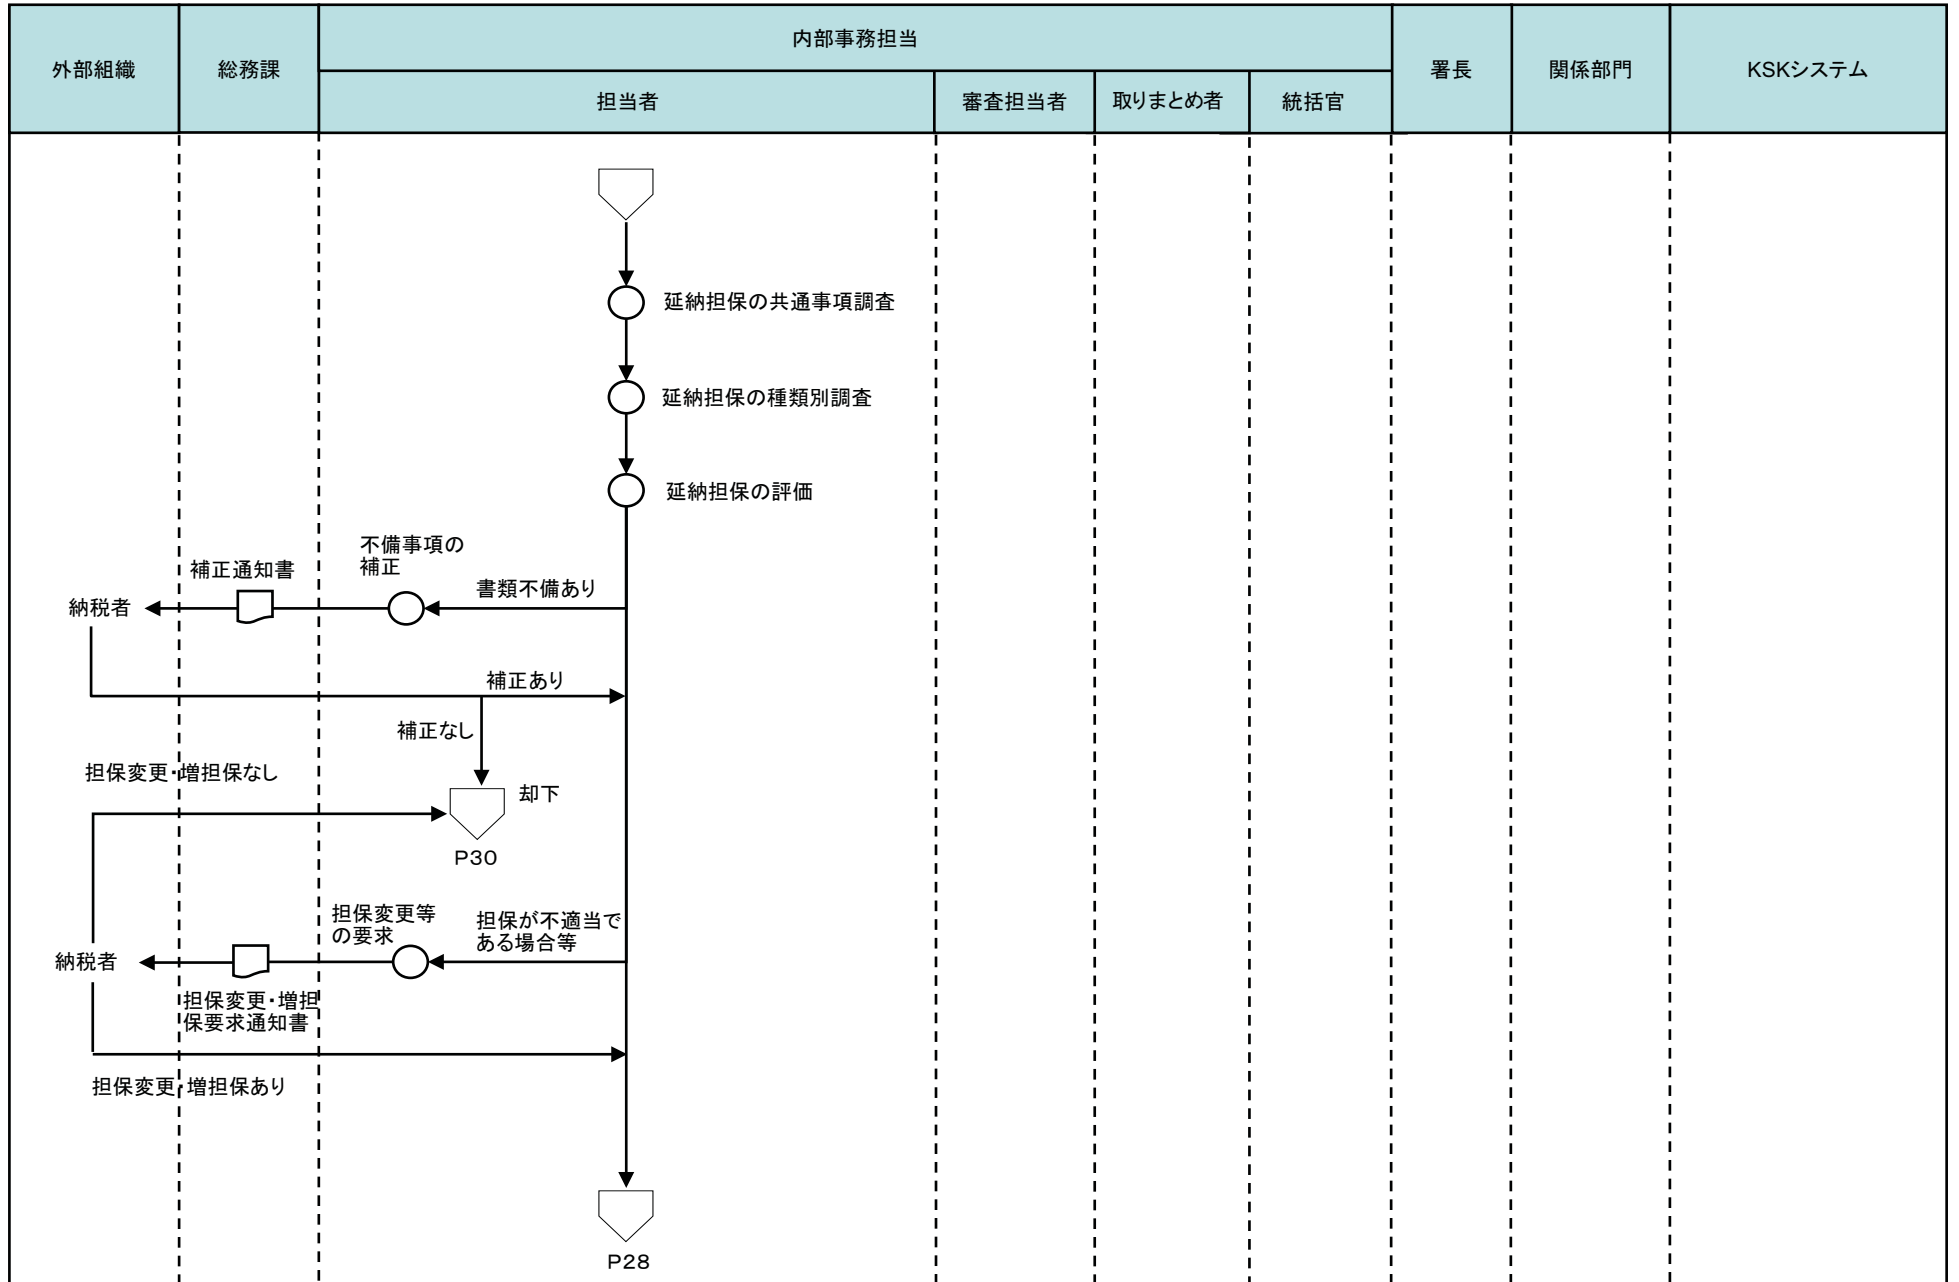 外部組織
総務課
内部事務担当
担当者
審査担当者
取りまとめ者
統括官
署長
関係部門
KSKシステム
延納担保の共通事項調査
延納担保の種類別調査
延納担保の評価
不備事項の
補正
補正通知書
書類不備あり
納税者
補正あり
補正なし
担保変更・増担保なし
却下
P30
担保変更等
の要求
担保が不適当で
ある場合等
納税者
担保変更・増担
保要求通知書
担保変更・増担保あり
P28